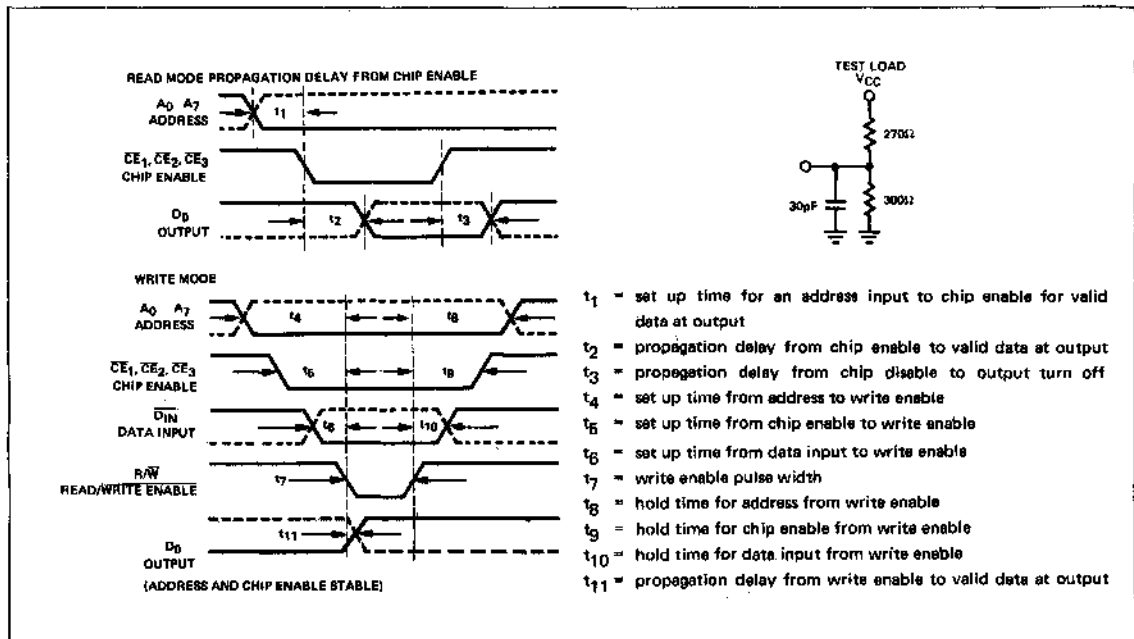 READ MODE PROPAGATION DELAY FROM CHIP ENABLE
A0 A7
ADDRESS
t1
CE1, CE2, CE3
CHIP ENABLE
D0
OUTPUT
t2
t3
TEST LOAD
VCC
270Ω
30pF
300Ω
WRITE MODE
A0 A7
ADDRESS
t4
t8
CE1, CE2, CE3
CHIP ENABLE
t5
t9
DIN
DATA INPUT
t6
t10
R/W
READ/WRITE ENABLE
t7
D0
OUTPUT
t11
(ADDRESS AND CHIP ENABLE STABLE)
t1 = set up time for an address input to chip enable for valid
data at output
t2 = propagation delay from chip enable to valid data at output
t3 = propagation delay from chip disable to output turn off
t4 = set up time from address to write enable
t5 = set up time from chip enable to write enable
t6 = set up time from data input to write enable
t7 = write enable pulse width
t8 = hold time for address from write enable
t9 = hold time for chip enable from write enable
t10 = hold time for data input from write enable
t11 = propagation delay from write enable to valid data at output